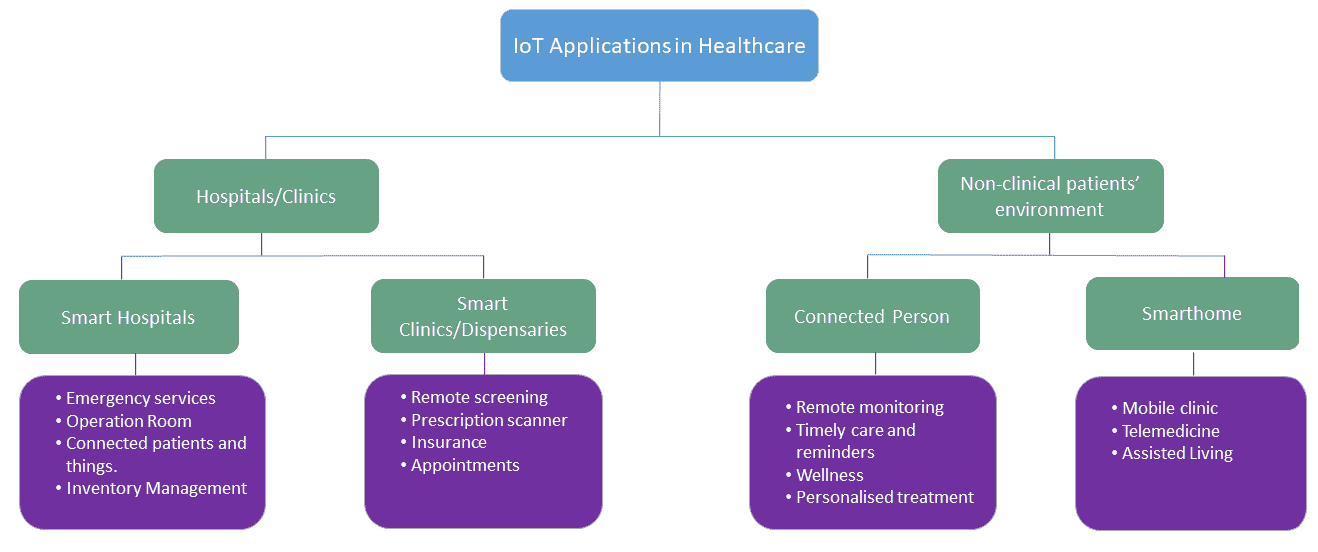 IoT Applications in Healthcare
Hospitals/Clinics
Non-clinical patients’
environment
Smart Hospitals
Smart
Clinics/Dispensaries
Connected Person
Smarthome
• Emergency services
• Operation Room
• Connected patients and
things.
• Inventory Management
• Remote screening
• Prescription scanner
• Insurance
• Appointments
• Remote monitoring
• Timely care and
reminders
• Wellness
• Personalised treatment
• Mobile clinic
• Telemedicine
• Assisted Living